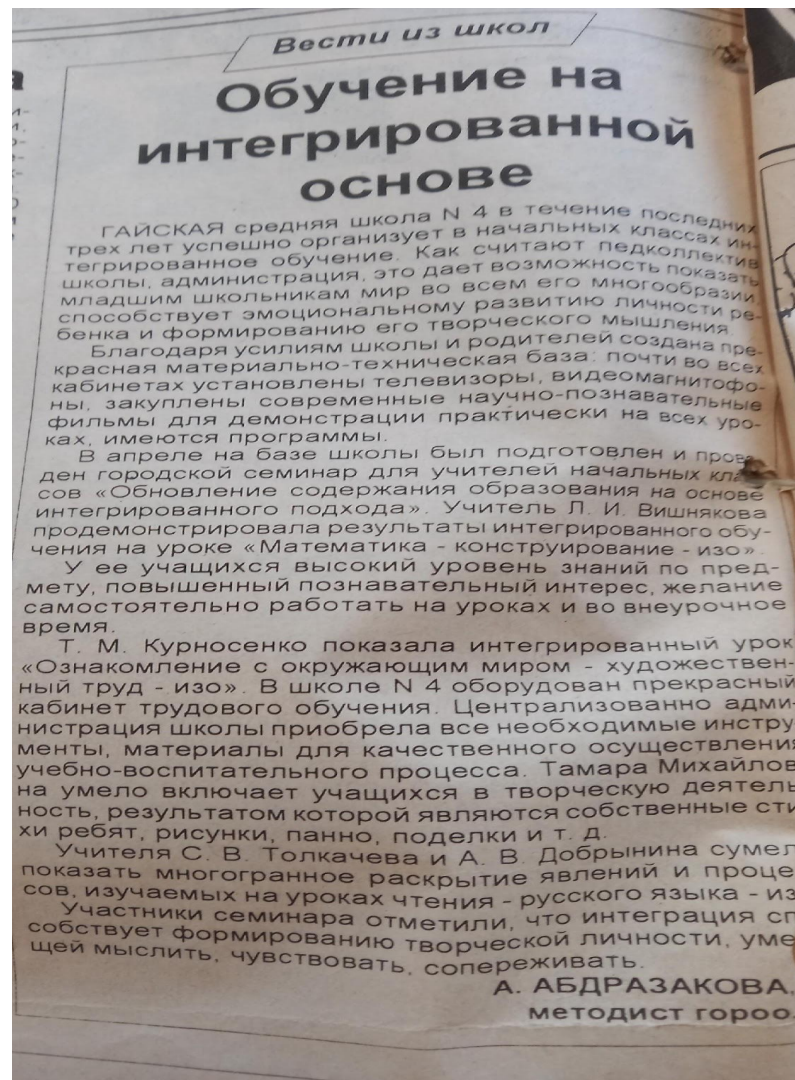 Вести из школ
Обучение на
интегрированной
основе
ГАЙСКАЯ средняя школа N 4 в течение последних
трех лет успешно организует в начальных классах ин-
тегрированное обучение. Как считают педколлектив
школы, администрация, это дает возможность показать
младшим школьникам мир во всем его многообразии,
способствует эмоциональному развитию личности ре-
бенка и формированию его творческого мышления.
Благодаря усилиям школы и родителей создана пре-
красная материально-техническая база: почти во всех
кабинетах установлены телевизоры, видеомагнитофо-
ны, закуплены современные научно-познавательные
фильмы для демонстрации практически на всех уро-
ках, имеются программы.
В апреле на базе школы был подготовлен и прове-
ден городской семинар для учителей начальных клас-
сов «Обновление содержания образования на основе
интегрированного подхода». Учитель Л. И. Вишнякова
продемонстрировала результаты интегрированного обу-
чения на уроке «Математика - конструирование - изо».
У ее учащихся высокий уровень знаний по пред-
мету, повышенный познавательный интерес, желание
самостоятельно работать на уроках и во внеурочное
время.
Т. М. Курносенко показала интегрированный урок
«Ознакомление с окружающим миром - художествен-
ный труд - изо». В школе N 4 оборудован прекрасный
кабинет трудового обучения. Централизованно адми-
нистрация школы приобрела все необходимые инстру-
менты, материалы для качественного осуществления
учебно-воспитательного процесса. Тамара Михайлов
на умело включает учащихся в творческую деятель
ность, результатом которой являются собственные сти
хи ребят, рисунки, панно, поделки и т. д.
Учителя С. В. Толкачева и А. В. Добрынина сумел
показать многогранное раскрытие явлений и проце
сов, изучаемых на уроках чтения - русского языка - из
Участники семинара отметили, что интеграция сп
собствует формированию творческой личности, уме
щей мыслить, чувствовать, сопереживать.
А. АБДРАЗАКОВА,
методист гороо.